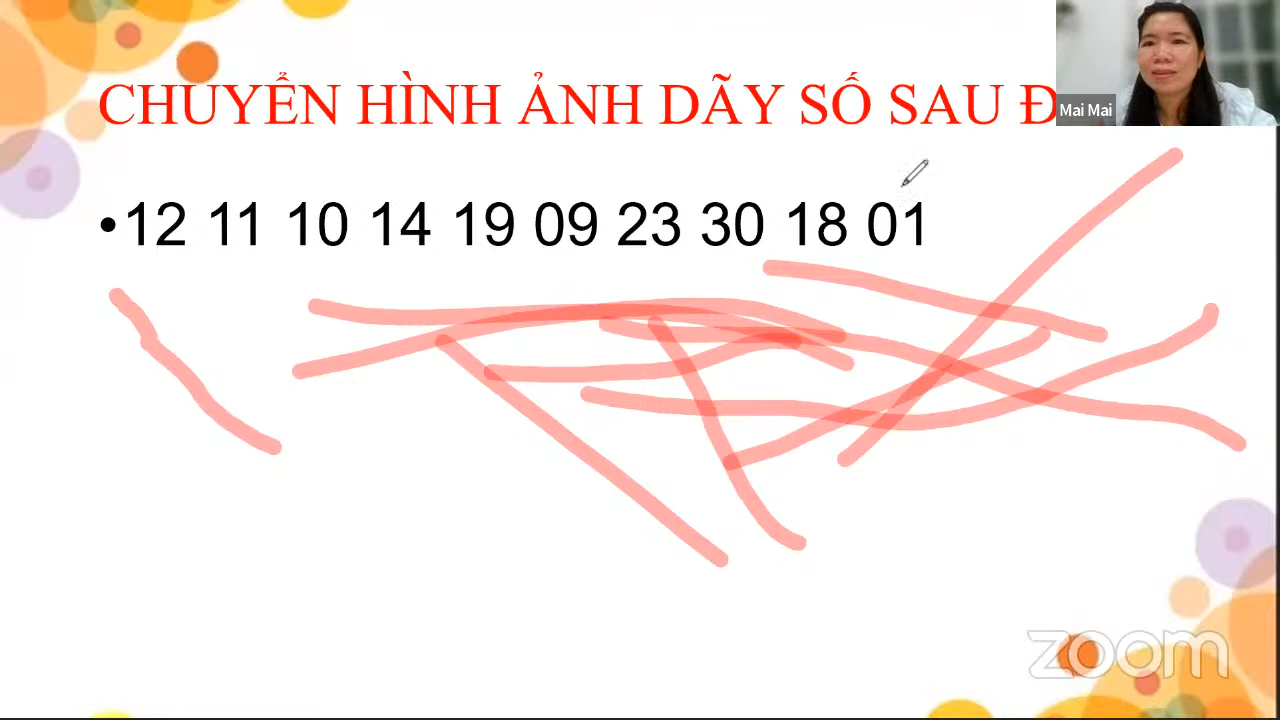 CHUYỂN HÌNH ẢNH DÃY SỐ SAU Đ
Mai Mai
•12 11 10 14 19 09 23 30 18 01
zoom